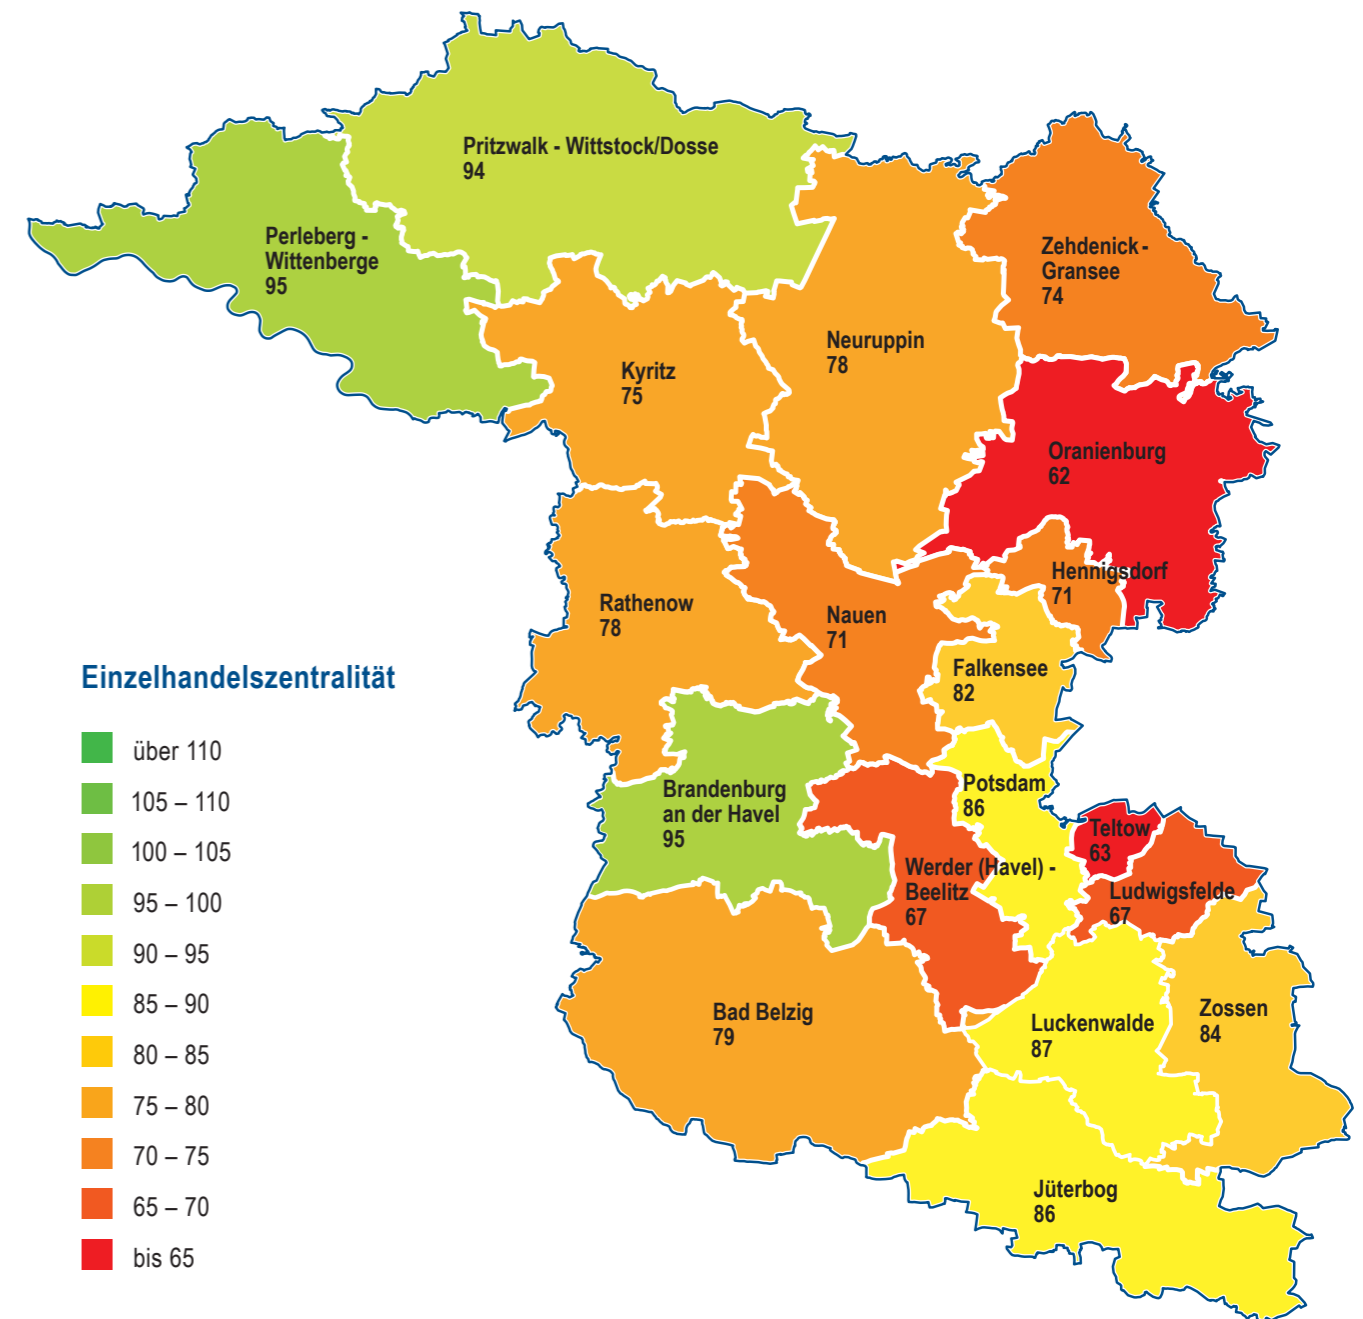 Pritzwalk - Wittstock/Dosse
94
Perleberg -
Wittenberge
95
Zehdenick -
Gransee
74
Neuruppin
78
Kyritz
75
Oranienburg
62
Hennigsdorf
71
Rathenow
78
Nauen
71
Falkensee
82
Brandenburg
an der Havel
95
Potsdam
86
Teltow
63
Werder (Havel) -
Beelitz
67
Ludwigsfelde
67
Bad Belzig
79
Luckenwalde
87
Zossen
84
Jüterbog
86
Einzelhandelszentralität
über 110
105 – 110
100 – 105
95 – 100
90 – 95
85 – 90
80 – 85
75 – 80
70 – 75
65 – 70
bis 65